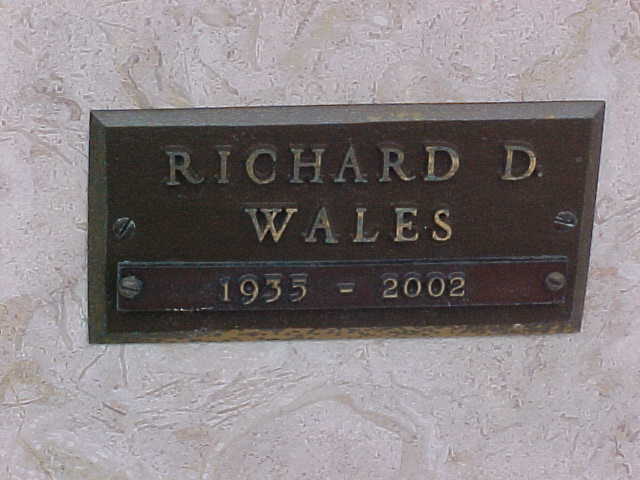 RICHARD D.
WALES
1935 - 2002